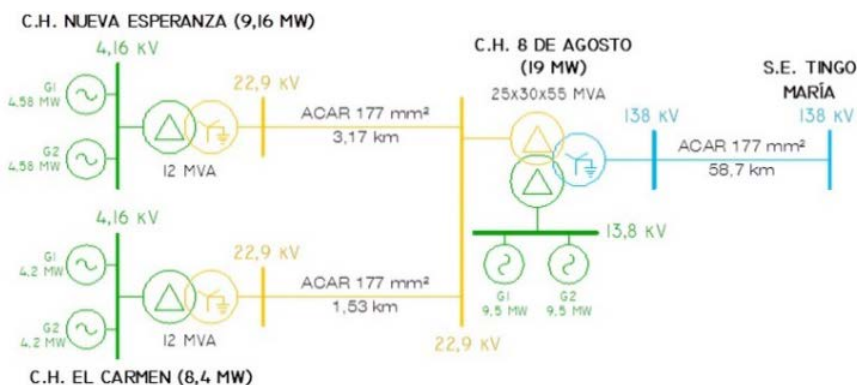 C.H. NUEVA ESPERANZA (9,16 MW)
4,16 KV
G1
4.58 MW
G2
4.58 MW
12 MVA
22,9 KV
ACAR 177 mm²
3,17 km
C.H. 8 DE AGOSTO
(19 MW)
25x30x55 MVA
138 KV
S.E. TINGO
MARÍA
138 KV
ACAR 177 mm²
58,7 km
13,8 KV
G1
9,5 MW
G2
9,5 MW
4,16 KV
G1
4.2 MW
G2
4.2 MW
12 MVA
22,9 KV
ACAR 177 mm²
1,53 km
22,9 KV
C.H. EL CARMEN (8,4 MW)